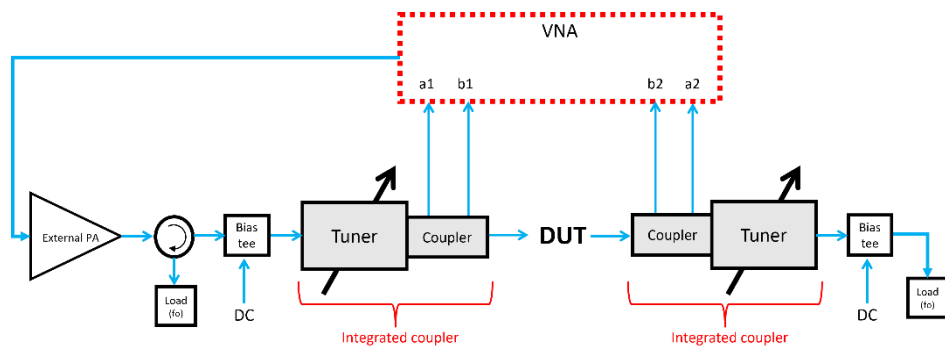 VNA
a1
b1
b2
a2
External PA
Bias
tee
Tuner
Coupler
DUT
Coupler
Tuner
Bias
tee
Load
(fo)
DC
DC
Load
(fo)
Integrated coupler
Integrated coupler